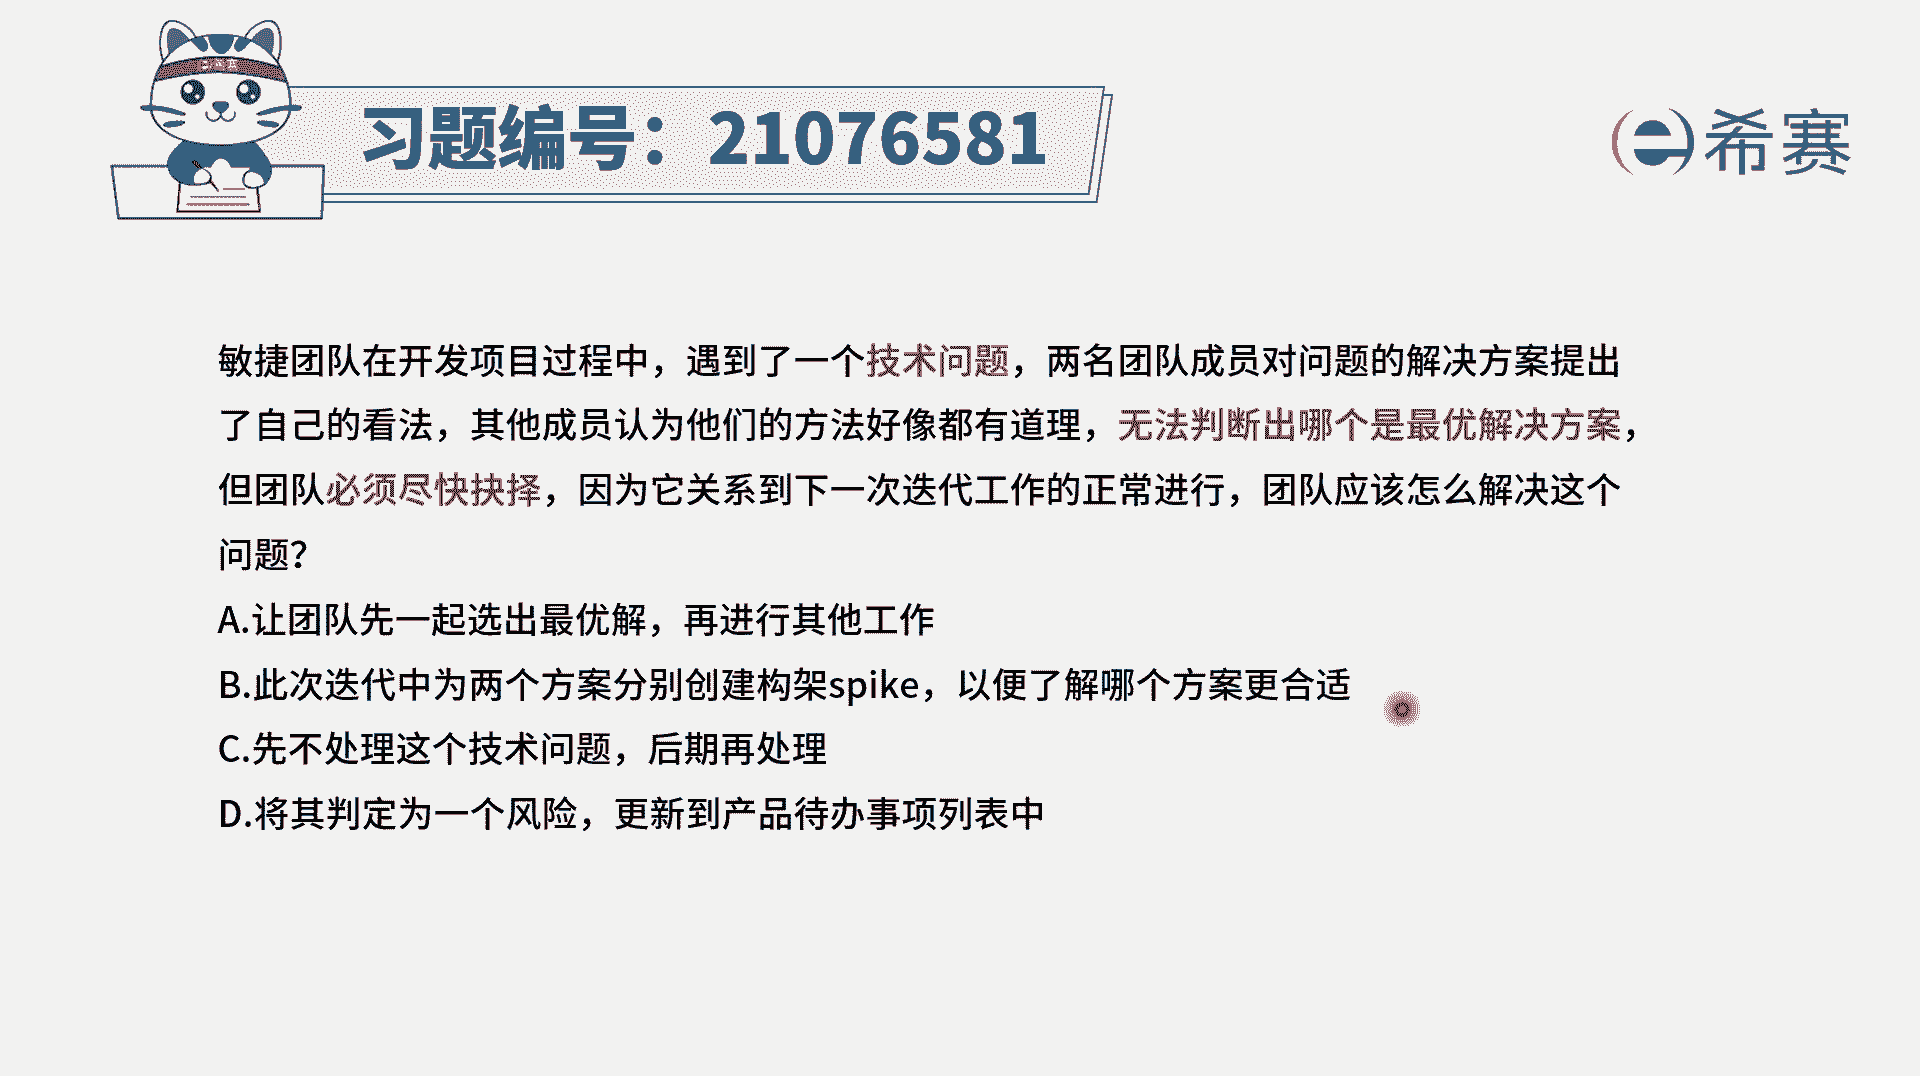 习题编号：21076581
希赛
敏捷团队在开发项目过程中，遇到了一个技术问题，两名团队成员对问题的解决方案提出
了自己的看法，其他成员认为他们的方法好像都有道理，无法判断出哪个是最优解决方案，
但团队必须尽快抉择，因为它关系到下一次迭代工作的正常进行，团队应该怎么解决这个
问题？
A.让团队先一起选出最优解，再进行其他工作
B.此次迭代中为两个方案分别创建构架spike，以便了解哪个方案更合适
C.先不处理这个技术问题，后期再处理
D.将其判定为一个风险，更新到产品待办事项列表中